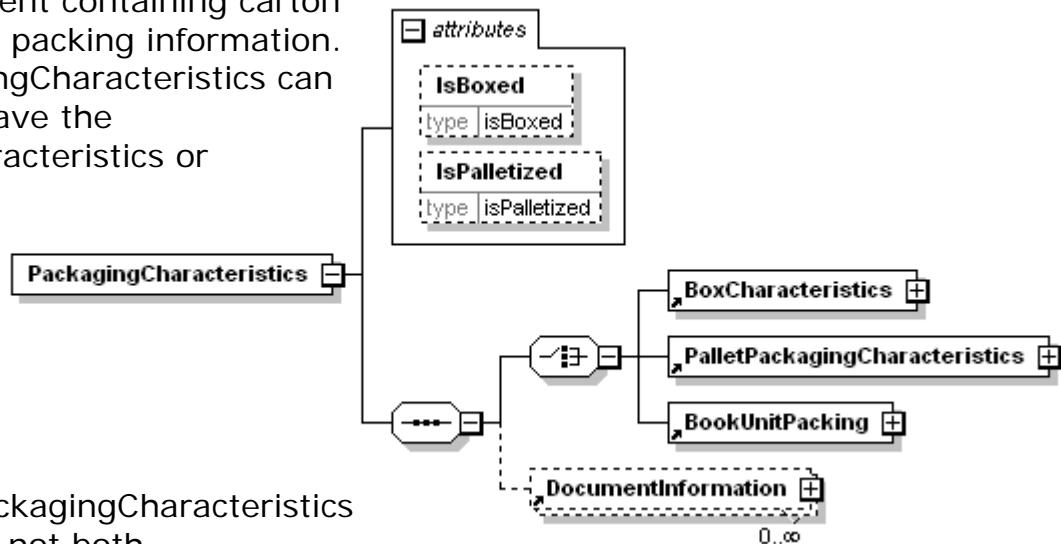 ent containing carton
packing information.
ngCharacteristics can
ave the
racteristics or
attributes
IsBoxed
type isBoxed
IsPalletized
type isPalletized
PackagingCharacteristics
BoxCharacteristics
PalletPackagingCharacteristics
BookUnitPacking
DocumentInformation
0..∞
ckagingCharacteristics
not both